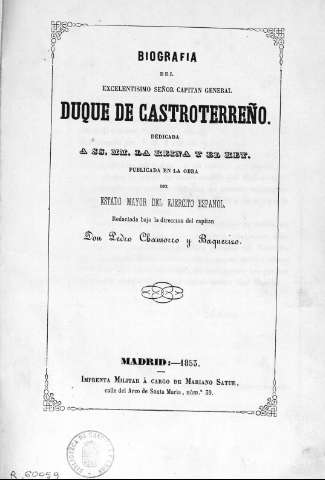 BIOGRAFIA
DEL
EXCELENTISIMO SEÑOR CAPITAN GENERAL
DUQUE DE CASTROTERREÑO.
DEDICADA
A SS. MM. LA REINA Y EL REY.
PUBLICADA EN LA OBRA
DEL
ESTADO MAYOR DEL EJERCITO ESPAÑOL.
Redactada bajo la direccion del capitan
Don Pedro Chamorro y Baquerizo.
MADRID:—1853.
IMPRENTA MILITAR Á CARGO DE MARIANO SATUE,
calle del Arco de Santa Maria, núm.º 39.
R. 60059